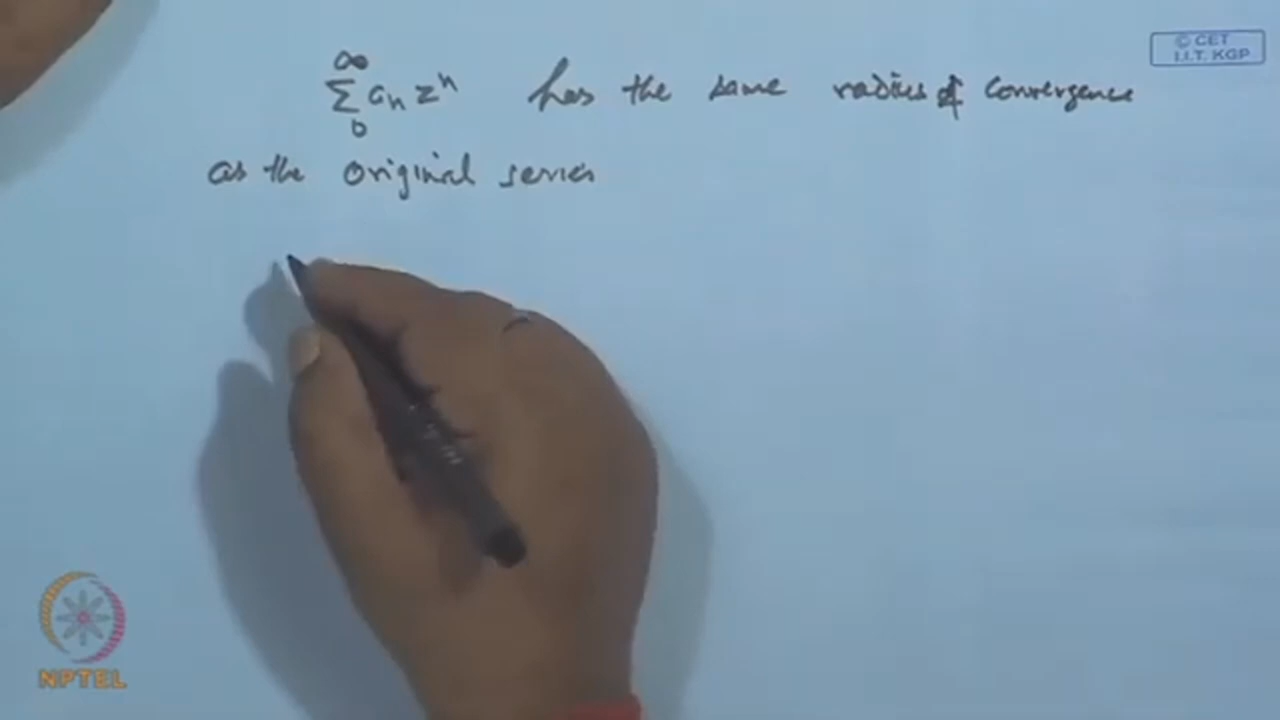 ∞
∑ aₙ zⁿ has the same radius of convergence
0
as the original series
© CET
I.I.T. KGP
NPTEL